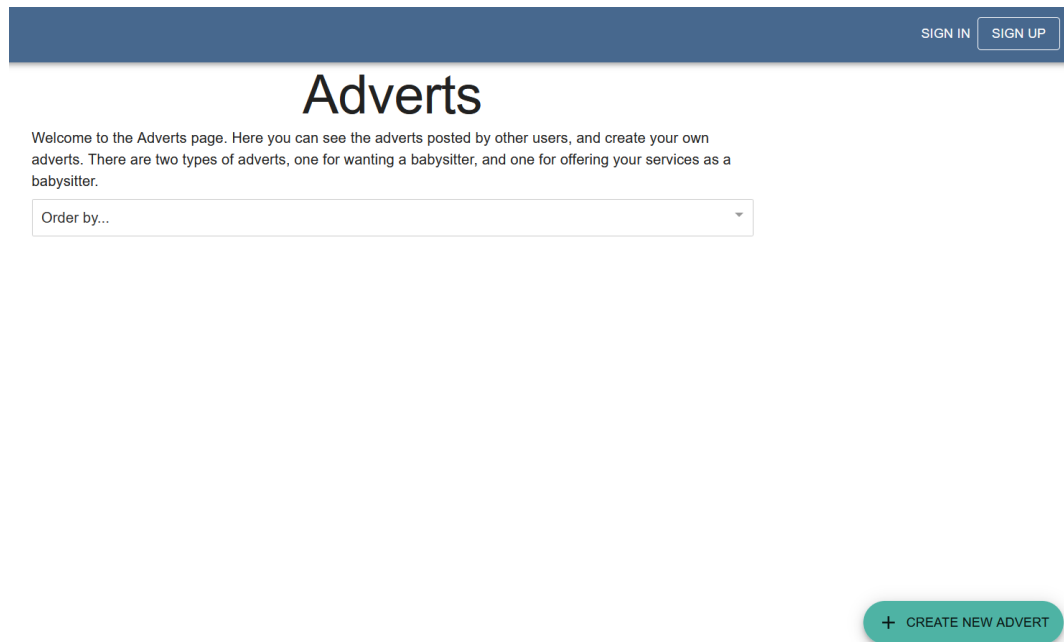 SIGN IN SIGN UP
Adverts
Welcome to the Adverts page. Here you can see the adverts posted by other users, and create your own
adverts. There are two types of adverts, one for wanting a babysitter, and one for offering your services as a
babysitter.
Order by...
+ CREATE NEW ADVERT